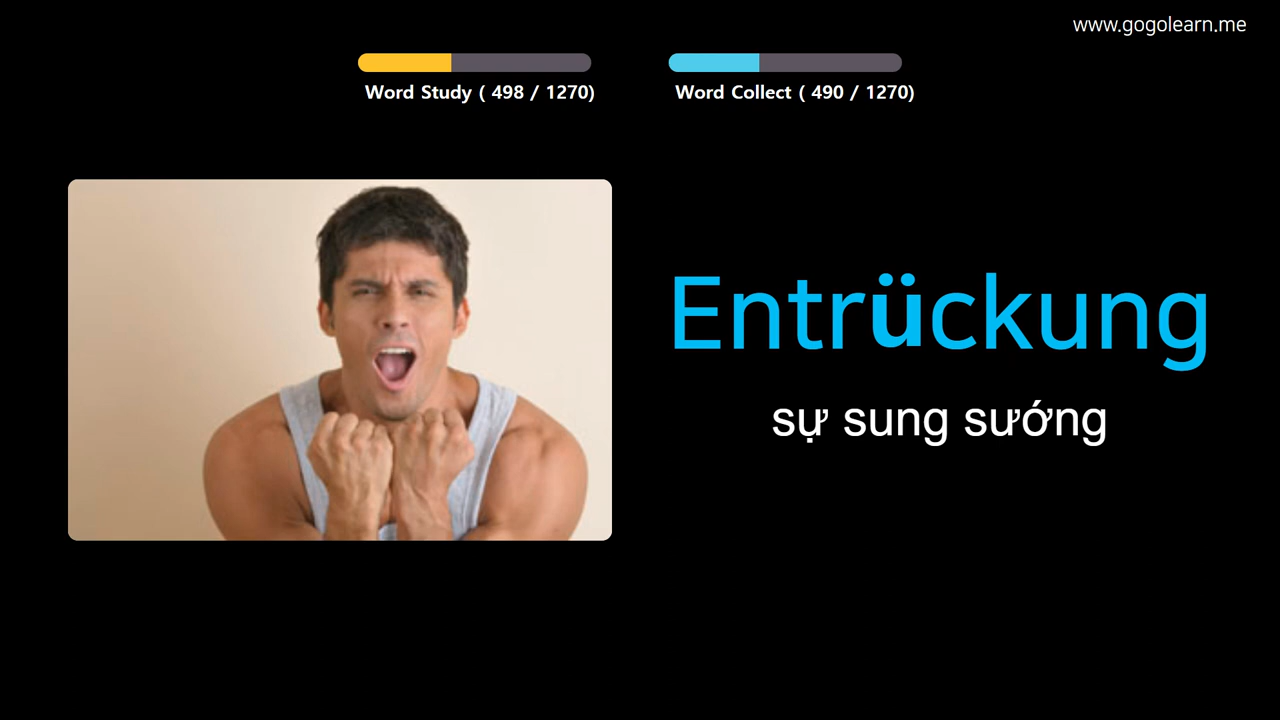 www.gogolearn.me
Word Study ( 498 / 1270)
Word Collect ( 490 / 1270)
Entrückung
sự sung sướng